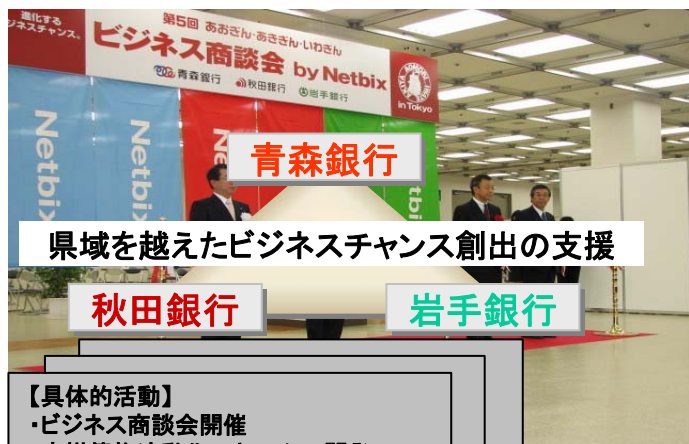 進化する
ジネスチャンス。
第5回 あおぎん・あきぎん・いわぎん
ビジネス商談会 by Netbix
青森銀行 秋田銀行 岩手銀行
in Tokyo
Netbix
Netbix
青森銀行
県域を越えたビジネスチャンス創出の支援
秋田銀行
岩手銀行
【具体的活動】
・ビジネス商談会開催